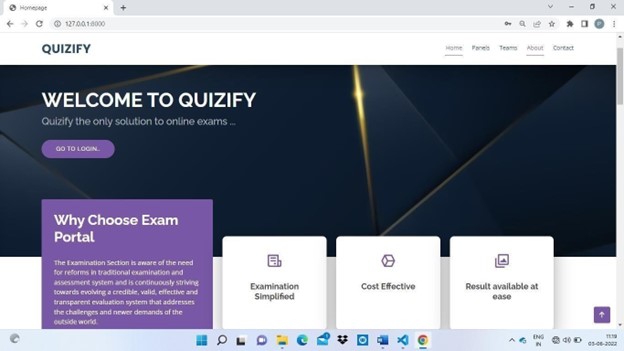 Homepage
127.0.0.1:8000
QUIZIFY
Home Panels Teams About Contact
WELCOME TO QUIZIFY
Quizify the only solution to online exams ...
GO TO LOGIN..
Why Choose Exam
Portal
The Examination Section is aware of the need
for reforms in traditional examination and
assessment system and is continuously striving
towards evolving a credible, valid, effective and
transparent evaluation system that addresses
the challenges and newer demands of the
outside world.
Examination
Simplified
Cost Effective
Result available at
ease
ENG
IN
11:19
03-06-2022